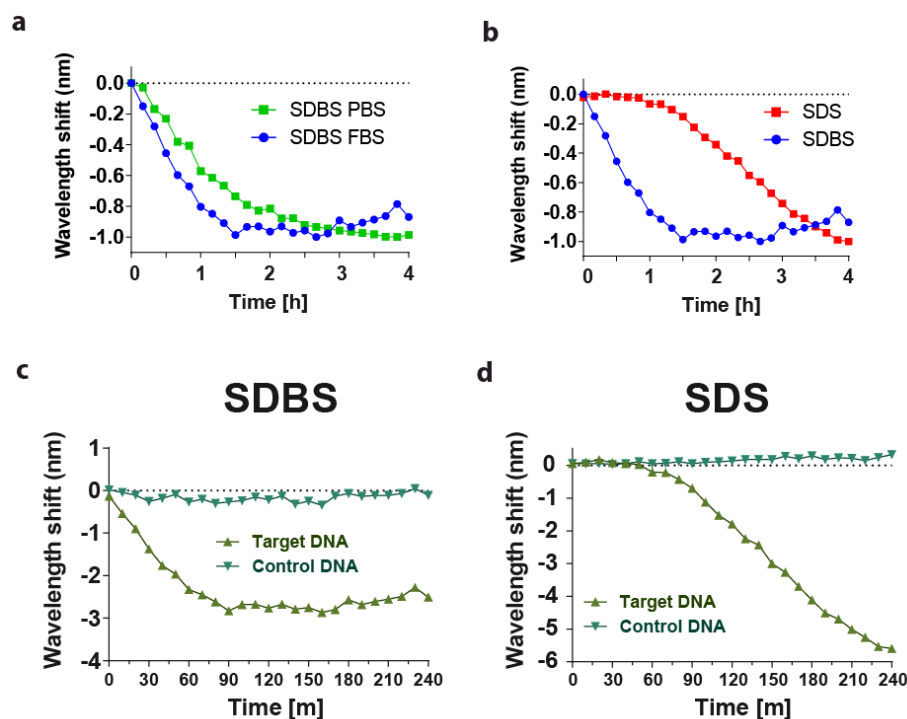 a
Wavelength shift (nm)
0.0
-0.2
-0.4
-0.6
-0.8
-1.0
SDBS PBS
SDBS FBS
0 1 2 3 4
Time [h]
b
Wavelength shift (nm)
0.0
-0.2
-0.4
-0.6
-0.8
-1.0
SDS
SDBS
0 1 2 3 4
Time [h]
c
SDBS
Wavelength shift (nm)
1
0
-1
-2
-3
-4
Target DNA
Control DNA
0 30 60 90 120 150 180 210 240
Time [m]
d
SDS
Wavelength shift (nm)
0
-1
-2
-3
-4
-5
-6
Target DNA
Control DNA
0 30 60 90 120 150 180 210 240
Time [m]